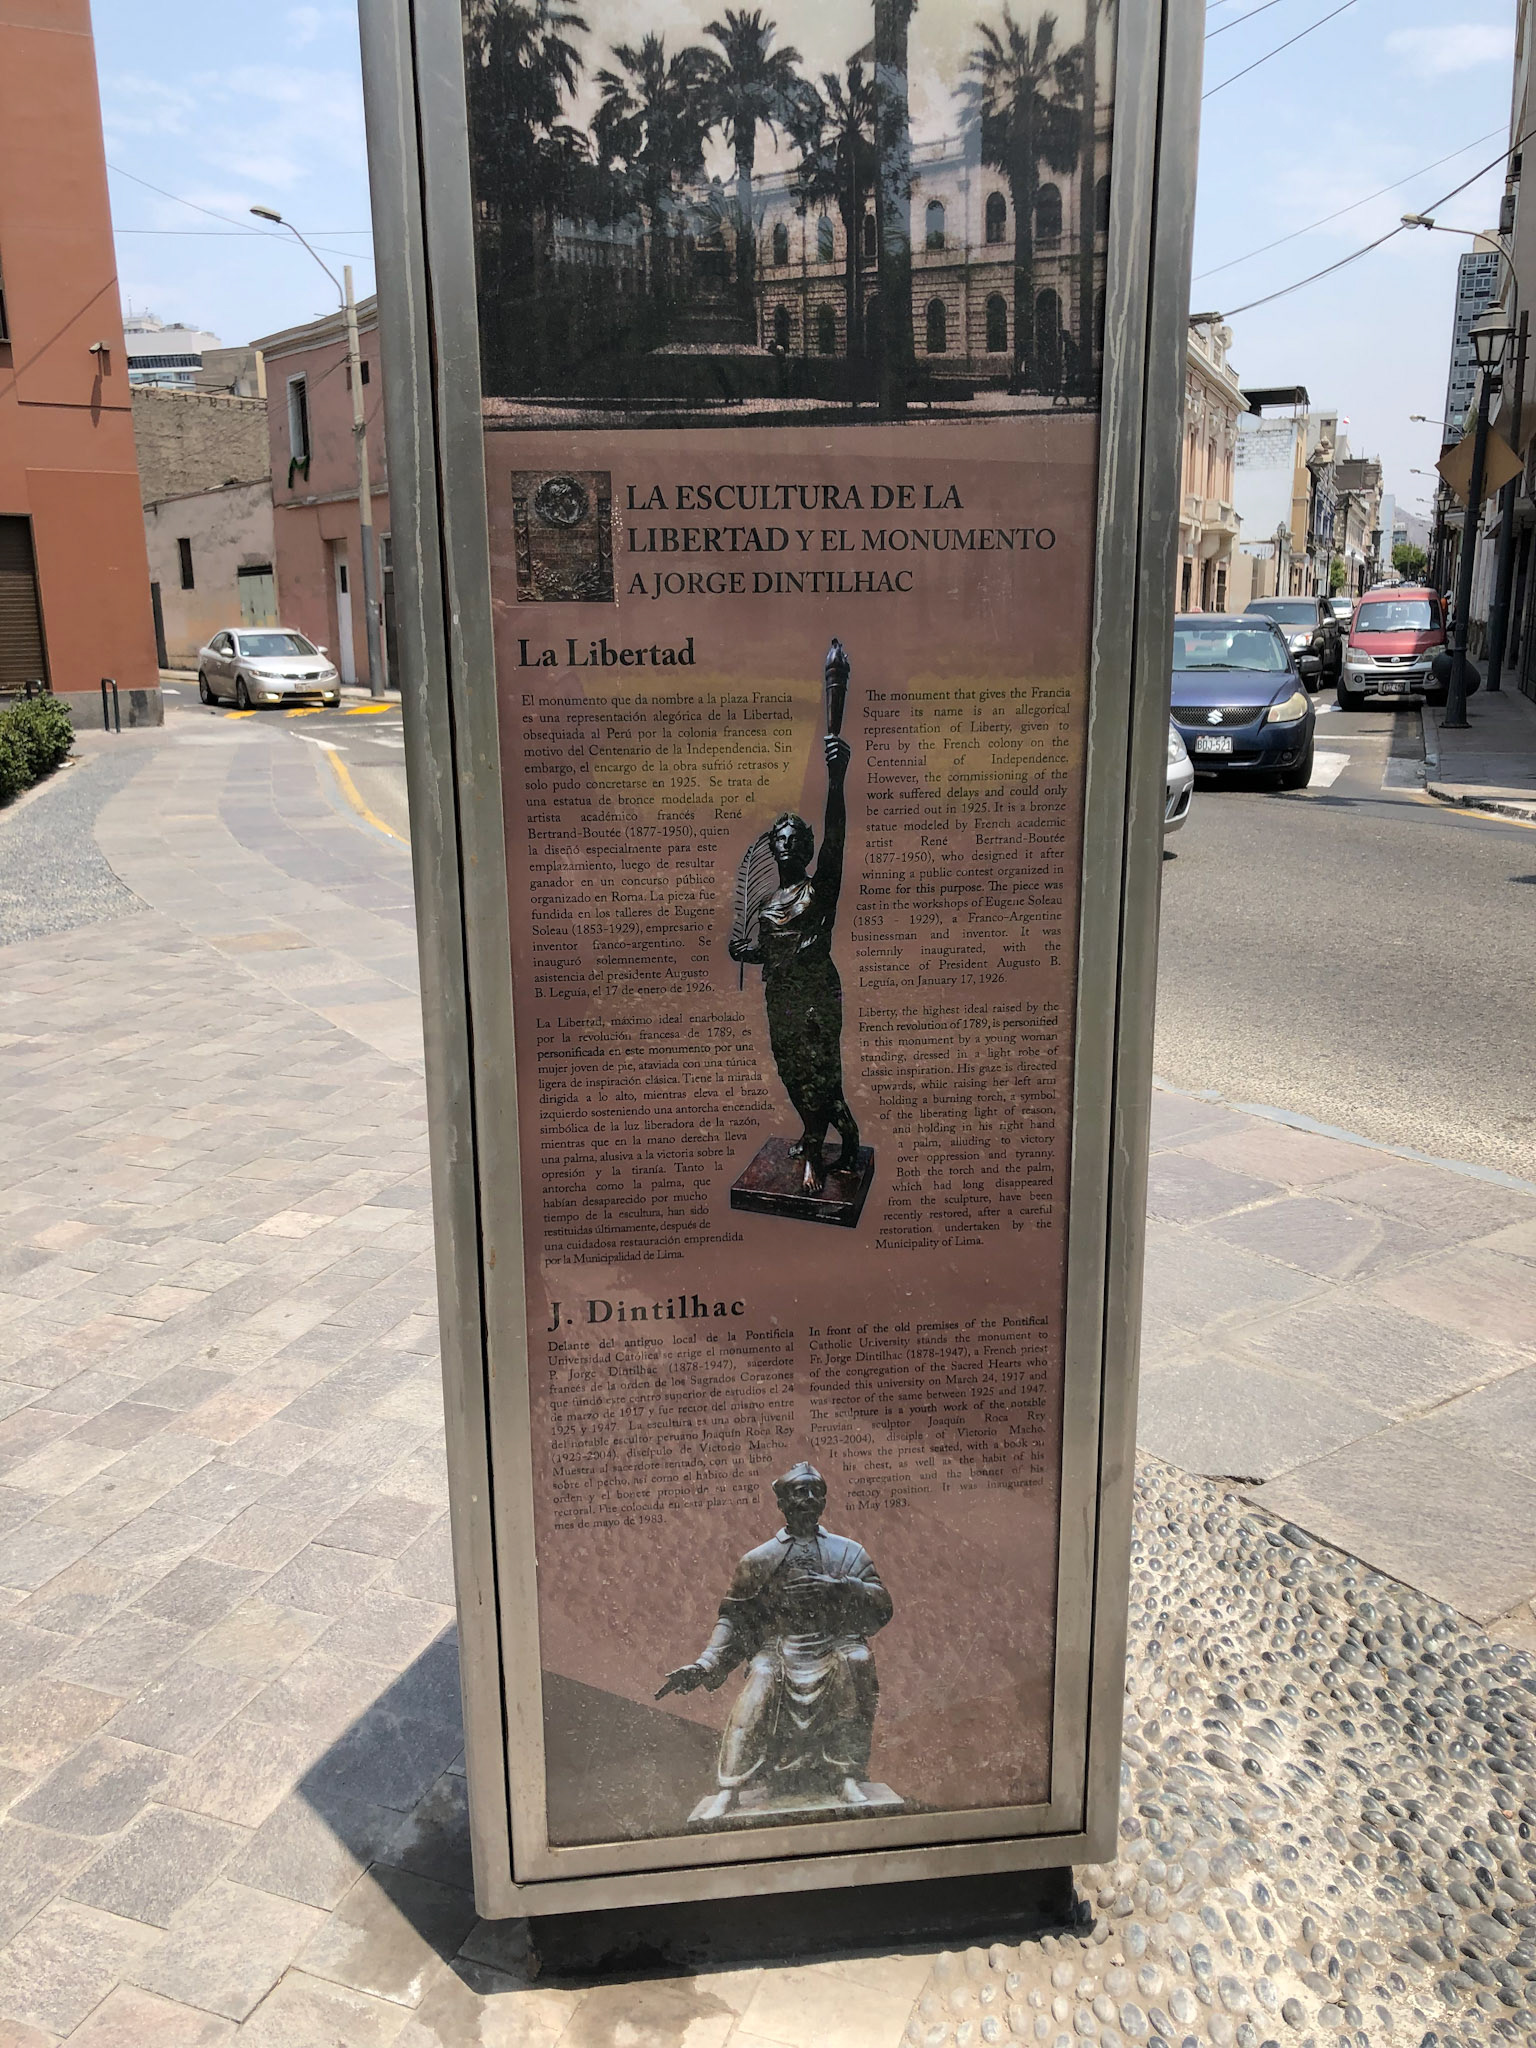 LA ESCULTURA DE LA
LIBERTAD Y EL MONUMENTO
A JORGE DINTILHAC
La Libertad
El monumento que da nombre a la plaza Francia
es una representación alegórica de la Libertad,
obsequiada al Perú por la colonia francesa con
motivo del Centenario de la Independencia. Sin
embargo, el encargo de la obra sufrió retrasos y
solo pudo concretarse en 1925. Se trata de
una estatua de bronce modelada por el
artista académico francés René
Bertrand-Boutée (1877-1950), quien
la diseñó especialmente para este
emplazamiento, luego de resultar
ganador en un concurso público
organizado en Roma. La pieza fue
fundida en los talleres de Eugene
Soleau (1853-1929), empresario e
inventor franco-argentino. Se
inauguró solemnemente, con
asistencia del presidente Augusto
B. Leguía, el 17 de enero de 1926.
La Libertad, máximo ideal enarbolado
por la revolución francesa de 1789, es
personificada en este monumento por una
mujer joven de pie, ataviada con una túnica
ligera de inspiración clásica. Tiene la mirada
dirigida a lo alto, mientras eleva el brazo
izquierdo sosteniendo una antorcha encendida,
simbólica de la luz liberadora de la razón,
mientras que en la mano derecha lleva
una palma, alusiva a la victoria sobre la
opresión y la tiranía. Tanto la
antorcha como la palma, que
habían desaparecido por mucho
tiempo de la escultura, han sido
restituidas últimamente, después de
una cuidadosa restauración emprendida
por la Municipalidad de Lima.
The monument that gives the Francia
Square its name is an allegorical
representation of Liberty, given to
Peru by the French colony on the
Centennial of Independence.
However, the commissioning of the
work suffered delays and could only
be carried out in 1925. It is a bronze
statue modeled by French academic
artist René Bertrand-Boutée
(1877-1950), who designed it after
winning a public contest organized in
Rome for this purpose. The piece was
cast in the workshops of Eugene Soleau
(1853 - 1929), a Franco-Argentine
businessman and inventor. It was
solemnly inaugurated, with the
assistance of President Augusto B.
Leguía, on January 17, 1926.
Liberty, the highest ideal raised by the
French revolution of 1789, is personified
in this monument by a young woman
standing, dressed in a light robe of
classic inspiration. His gaze is directed
upwards, while raising her left arm
holding a burning torch, a symbol
of the liberating light of reason,
and holding in his right hand
a palm, alluding to victory
over oppression and tyranny.
Both the torch and the palm,
which had long disappeared
from the sculpture, have been
recently restored, after a careful
restoration undertaken by the
Municipality of Lima.
J. Dintilhac
Delante del antiguo local de la Pontificia
Universidad Católica se erige el monumento al
P. Jorge Dintilhac (1878-1947), sacerdote
francés de la orden de los Sagrados Corazones
que fundó este centro superior de estudios el 24
de marzo de 1917 y fue rector del mismo entre
1925 y 1947. La escultura es una obra juvenil
del notable escultor peruano Joaquín Roca Rey
(1923-2004), discípulo de Victorio Macho.
Muestra al sacerdote sentado, con un libro
sobre el pecho, así como el hábito de su
orden y el bonete propio de su cargo
rectoral. Fue colocada en esta plaza en el
mes de mayo de 1983.
In front of the old premises of the Pontifical
Catholic University stands the monument to
Fr. Jorge Dintilhac (1878-1947), a French priest
of the congregation of the Sacred Hearts who
founded this university on March 24, 1917 and
was rector of the same between 1925 and 1947.
The sculpture is a youth work of the notable
Peruvian sculptor Joaquín Roca Rey
(1923-2004), disciple of Victorio Macho.
It shows the priest seated, with a book on
his chest, as well as the habit of his
congregation and the bonnet of his
rectory position. It was inaugurated
in May 1983.
BOJ-521